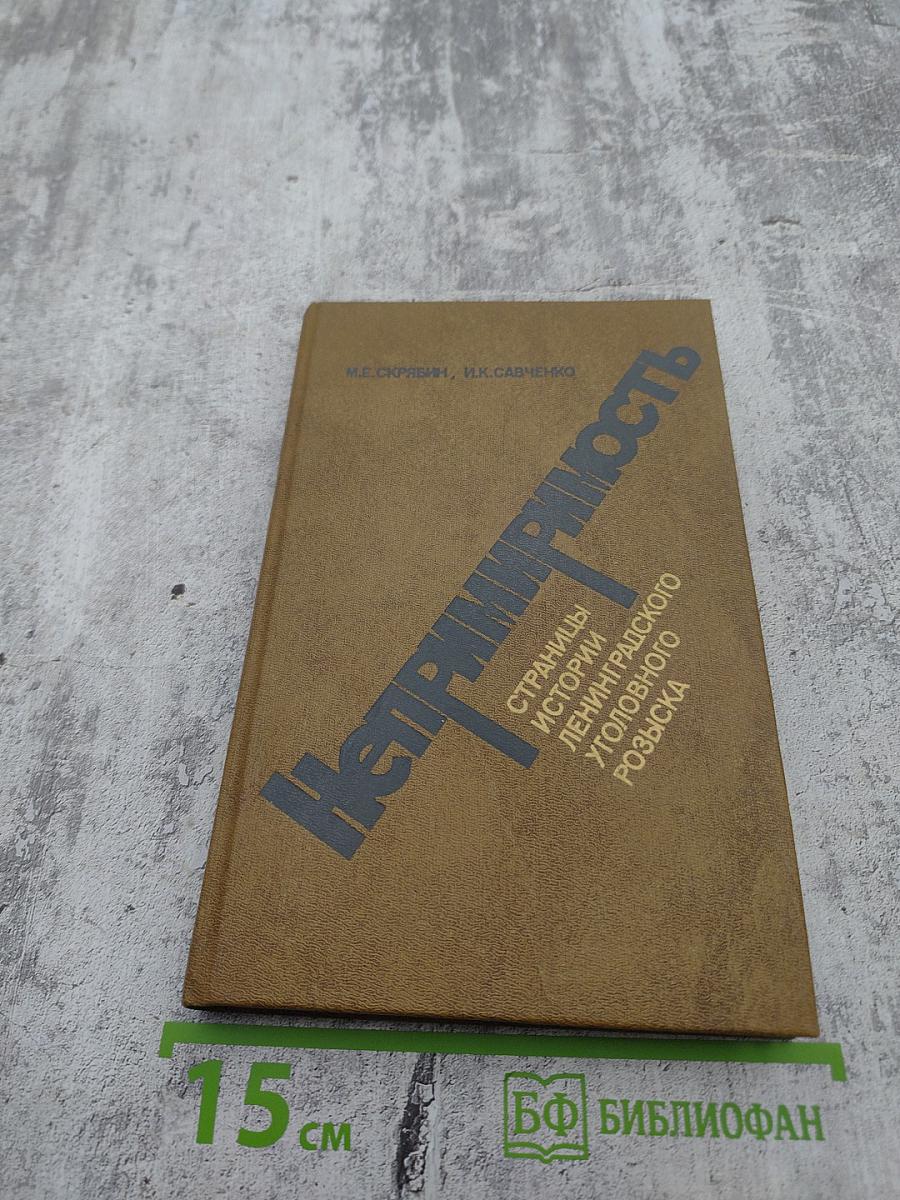 М.Е.СКРЯБИН, И.К.САВЧЕНКО
Непримиримость
СТРАНИЦЫ
ИСТОРИИ
ЛЕНИНГРАДСКОГО
УГОЛОВНОГО
РОЗЫСКА
15 см
БФ БИБЛИОФАН